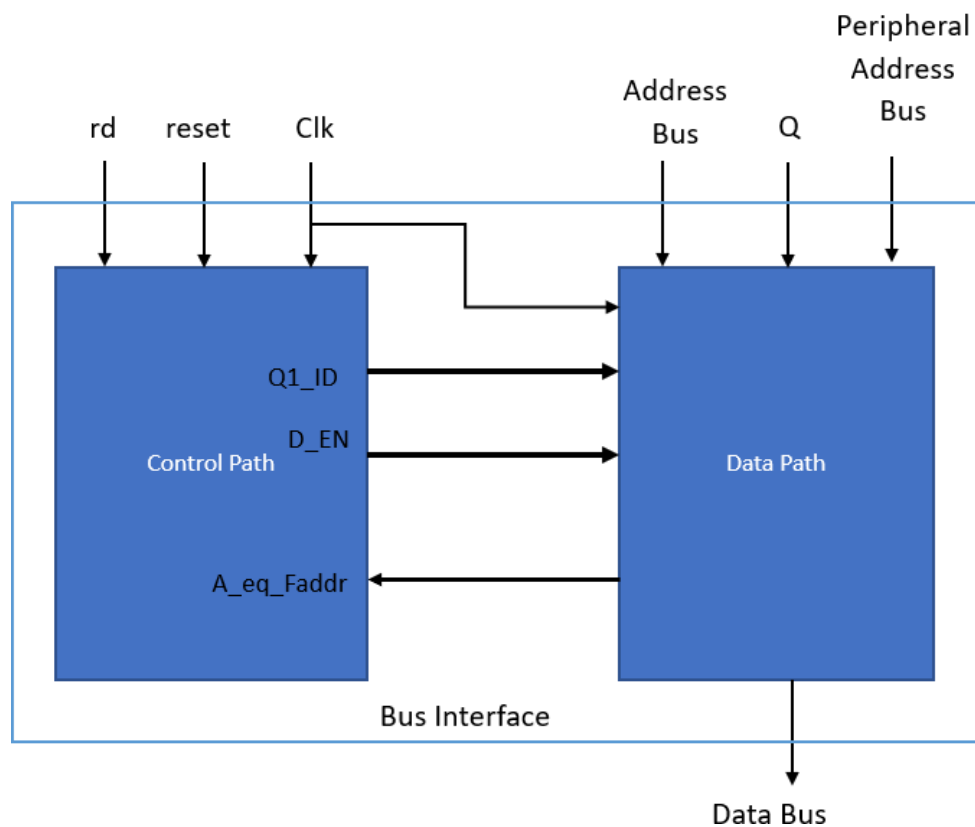 Peripheral
Address
Bus
Address
Bus
rd
reset
Clk
Q
Q1_ID
D_EN
Control Path
Data Path
A_eq_Faddr
Bus Interface
Data Bus